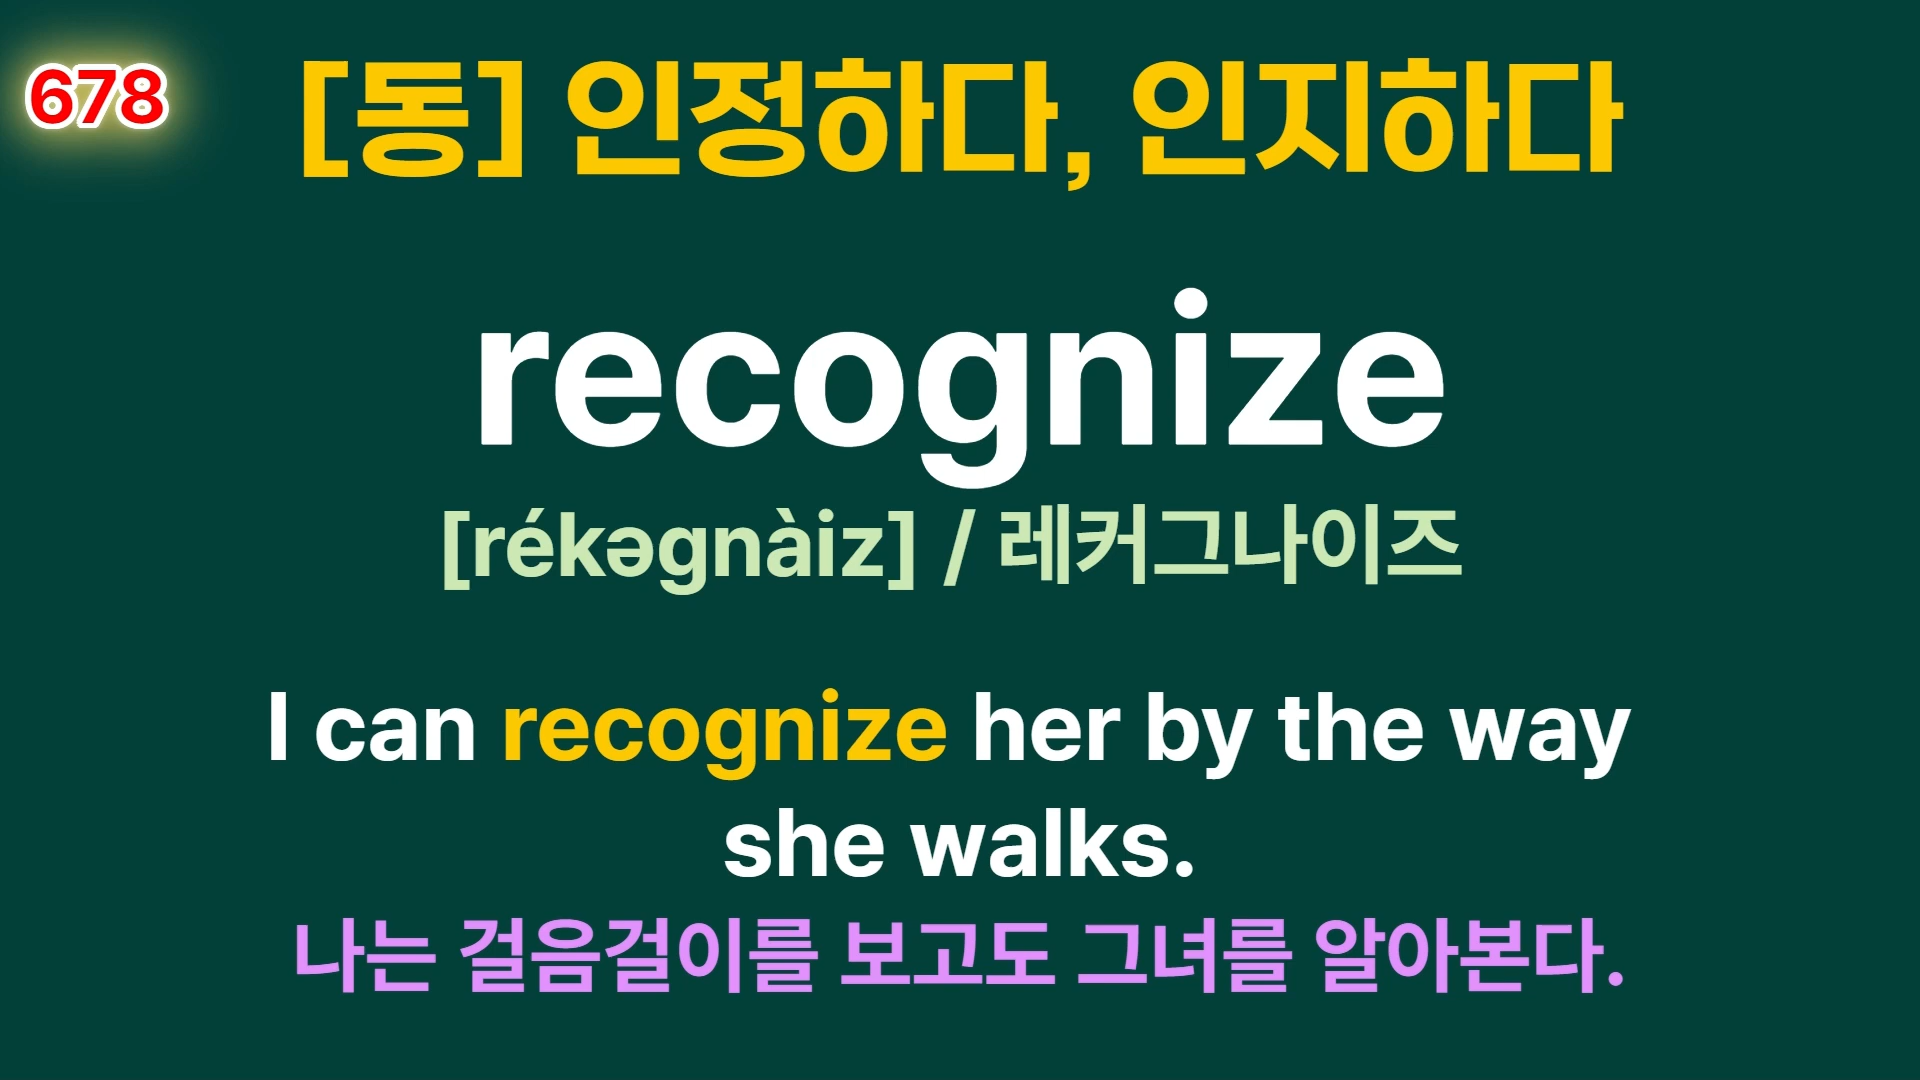 678
[동] 인정하다, 인지하다
recognize
[rékəgnàiz] / 레커그나이즈
I can recognize her by the way
she walks.
나는 걸음걸이를 보고도 그녀를 알아본다.